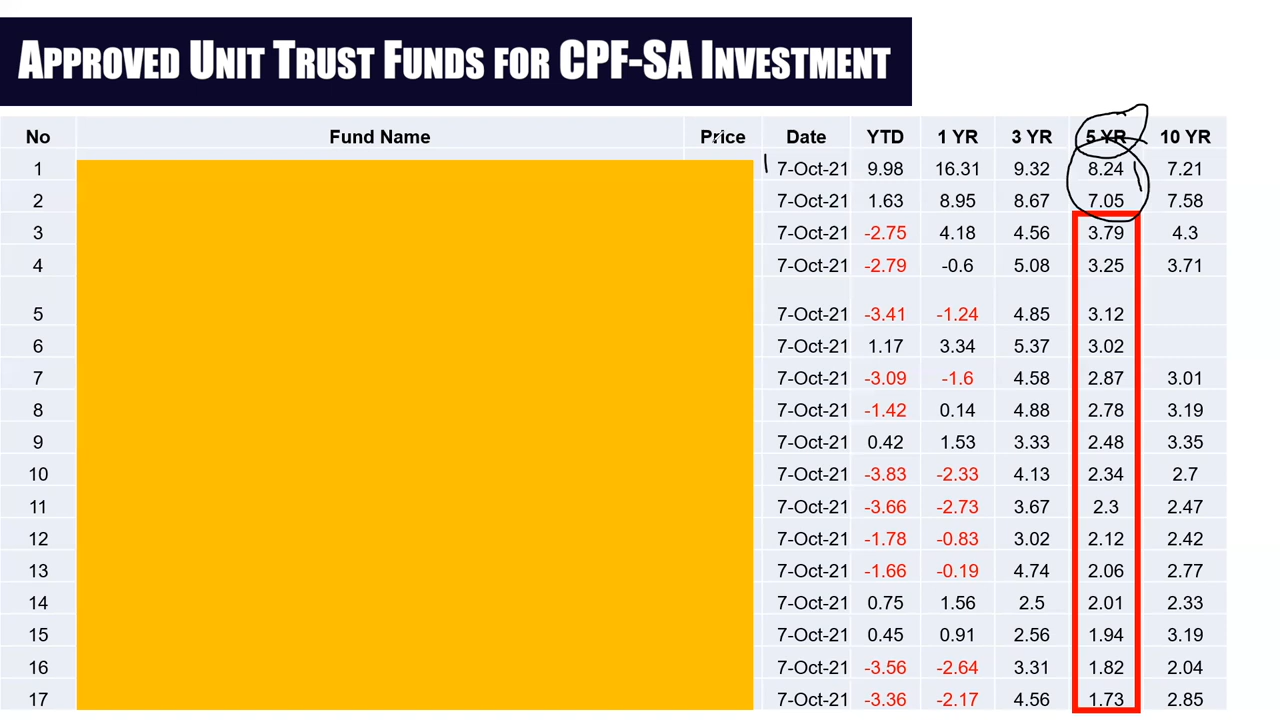 APPROVED UNIT TRUST FUNDS FOR CPF-SA INVESTMENT
No Fund Name Price Date YTD 1 YR 3 YR 5 YR 10 YR
1 7-Oct-21 9.98 16.31 9.32 8.24 7.21
2 7-Oct-21 1.63 8.95 8.67 7.05 7.58
3 7-Oct-21 -2.75 4.18 4.56 3.79 4.3
4 7-Oct-21 -2.79 -0.6 5.08 3.25 3.71
5 7-Oct-21 -3.41 -1.24 4.85 3.12
6 7-Oct-21 1.17 3.34 5.37 3.02
7 7-Oct-21 -3.09 -1.6 4.58 2.87 3.01
8 7-Oct-21 -1.42 0.14 4.88 2.78 3.19
9 7-Oct-21 0.42 1.53 3.33 2.48 3.35
10 7-Oct-21 -3.83 -2.33 4.13 2.34 2.7
11 7-Oct-21 -3.66 -2.73 3.67 2.3 2.47
12 7-Oct-21 -1.78 -0.83 3.02 2.12 2.42
13 7-Oct-21 -1.66 -0.19 4.74 2.06 2.77
14 7-Oct-21 0.75 1.56 2.5 2.01 2.33
15 7-Oct-21 0.45 0.91 2.56 1.94 3.19
16 7-Oct-21 -3.56 -2.64 3.31 1.82 2.04
17 7-Oct-21 -3.36 -2.17 4.56 1.73 2.85